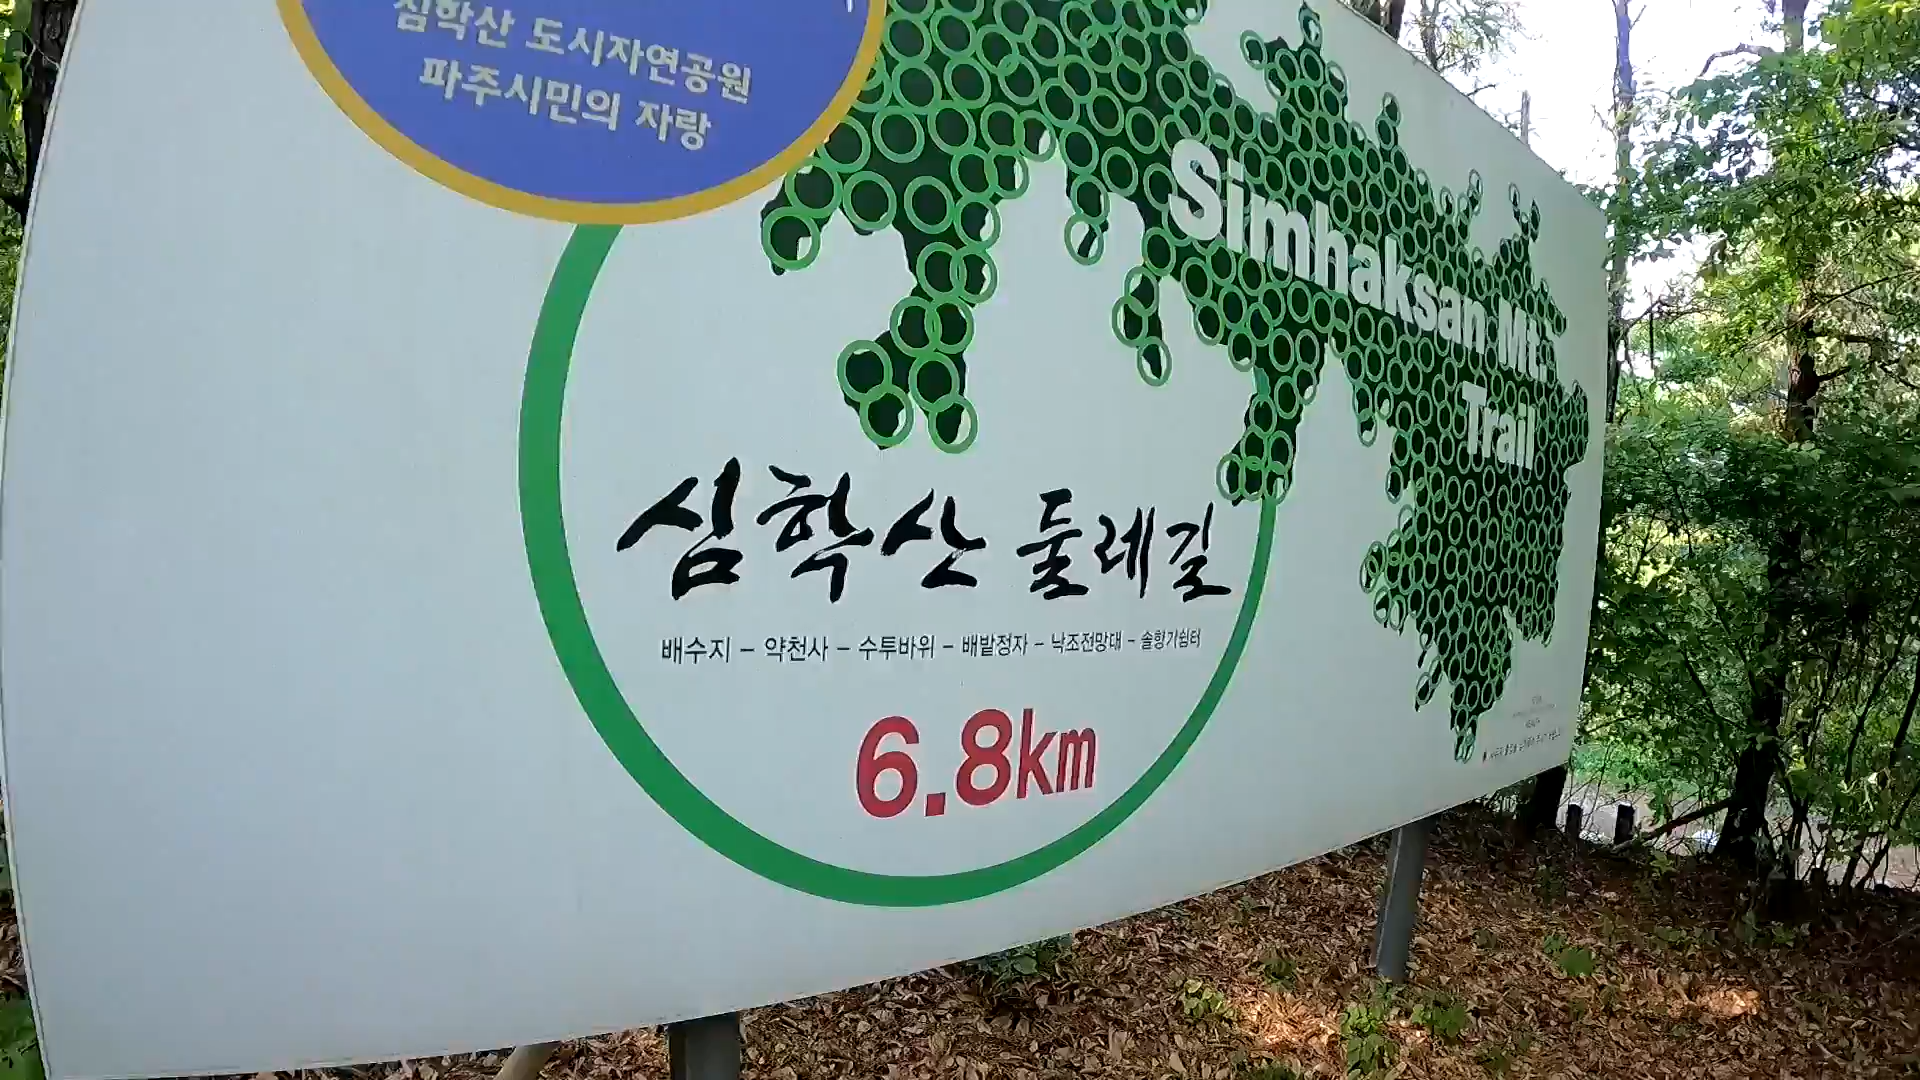 심학산 도시자연공원
파주시민의 자랑
Simhaksan Mt.
Trail
심학산 둘레길
배수지 - 약천사 - 수투바위 - 배밭정자 - 낙조전망대 - 솔향기쉼터
6.8km